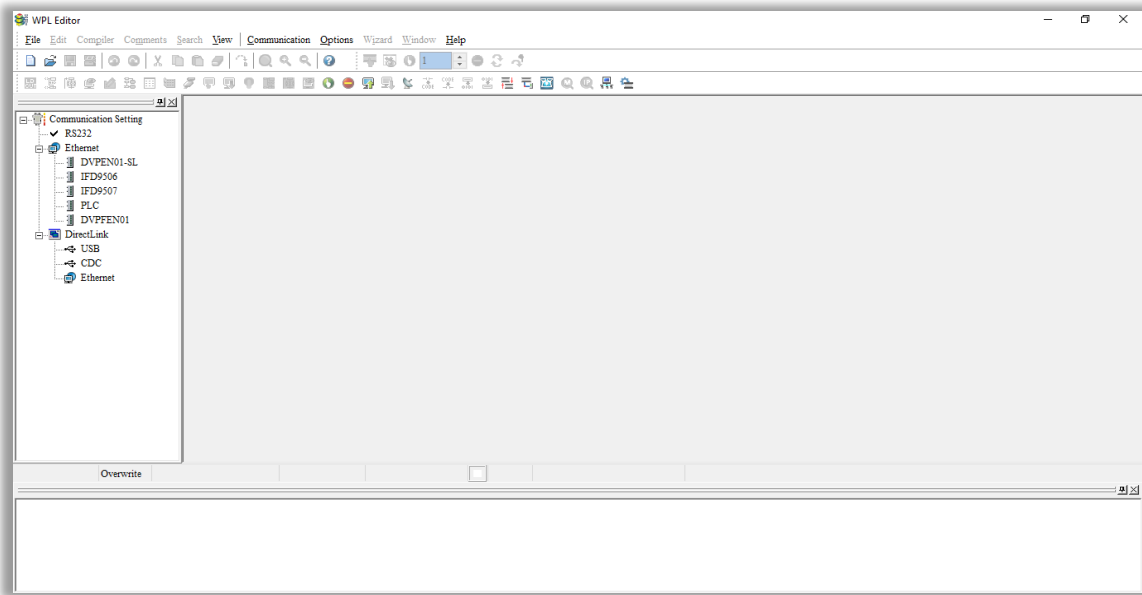 WPL Editor
File Edit Compiler Comments Search View Communication Options Wizard Window Help
1
Communication Setting
RS232
Ethernet
DVPEN01-SL
IFD9506
IFD9507
PLC
DVPFEN01
DirectLink
USB
CDC
Ethernet
Overwrite